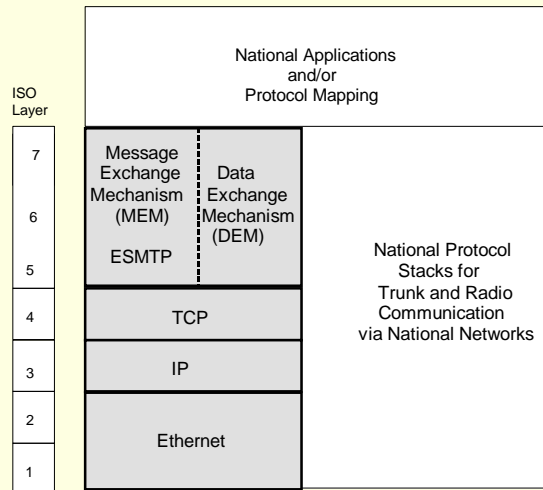 National Applications
and/or
Protocol Mapping
ISO
Layer
7
6
5
4
3
2
1
Message
Exchange
Mechanism
(MEM)
ESMTP
Data
Exchange
Mechanism
(DEM)
TCP
IP
Ethernet
National Protocol
Stacks for
Trunk and Radio
Communication
via National Networks